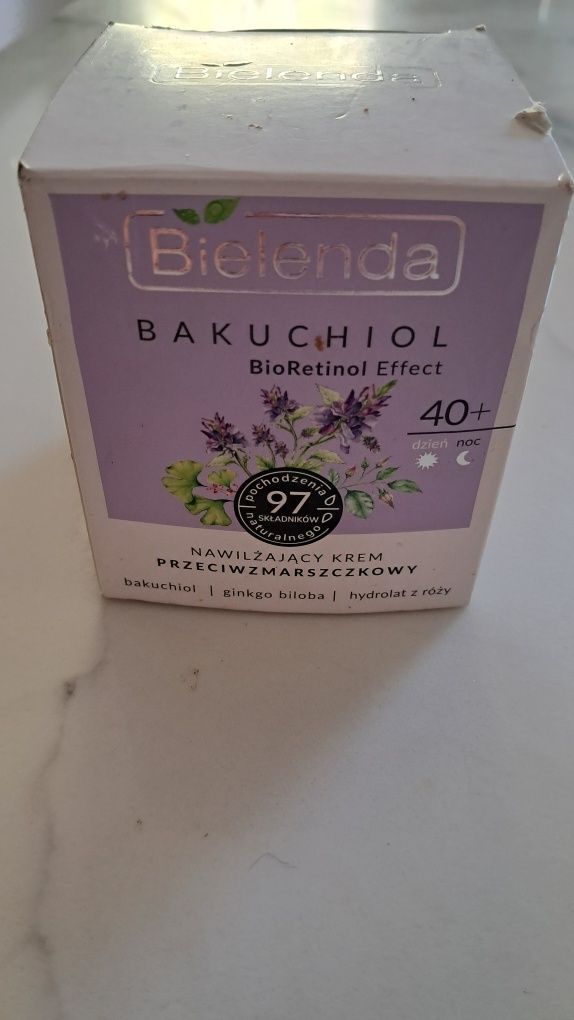 Bielenda
Bielenda
BAKUCHIOL
BioRetinol Effect
40+
dzień noc
pochodzenia
97
SKŁADNIKÓW
naturalnego
NAWILŻAJĄCY KREM
PRZECIWZMARSZCZKOWY
bakuchiol | ginkgo biloba | hydrolat z róży